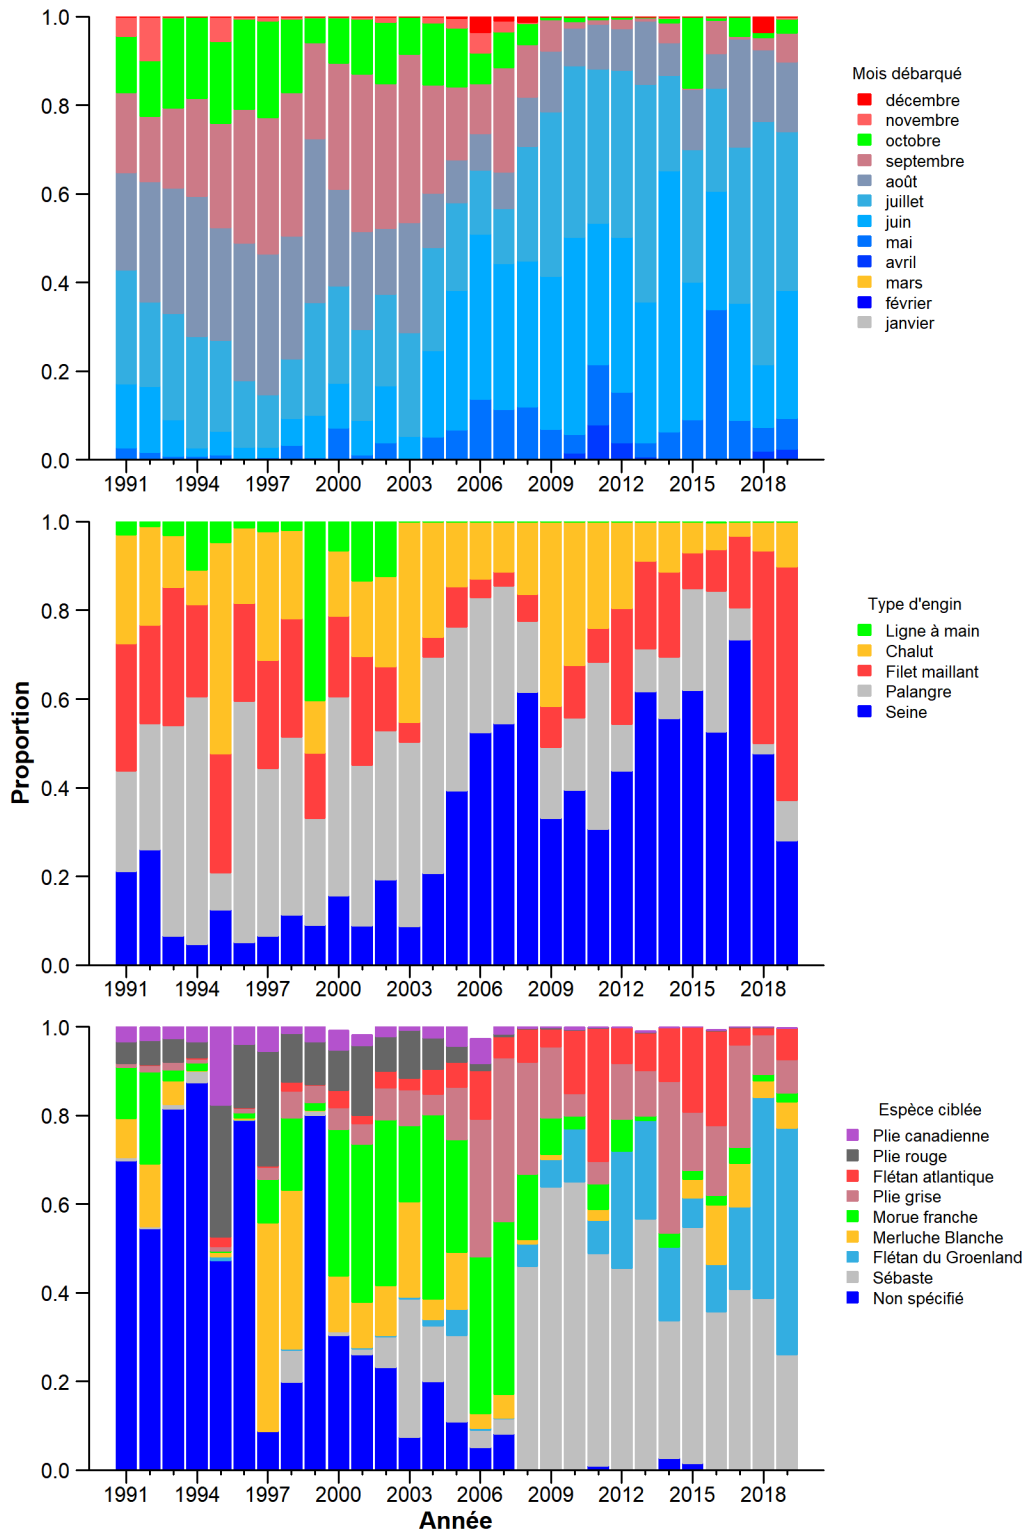 1.0
0.8
0.6
0.4
0.2
0.0
1991 1994 1997 2000 2003 2006 2009 2012 2015 2018
Mois débarqué
décembre
novembre
octobre
septembre
août
juillet
juin
mai
avril
mars
février
janvier
Proportion
1.0
0.8
0.6
0.4
0.2
0.0
1991 1994 1997 2000 2003 2006 2009 2012 2015 2018
Type d'engin
Ligne à main
Chalut
Filet maillant
Palangre
Seine
1.0
0.8
0.6
0.4
0.2
0.0
1991 1994 1997 2000 2003 2006 2009 2012 2015 2018
Année
Espèce ciblée
Plie canadienne
Plie rouge
Flétan atlantique
Plie grise
Morue franche
Merluche Blanche
Flétan du Groenland
Sébaste
Non spécifié